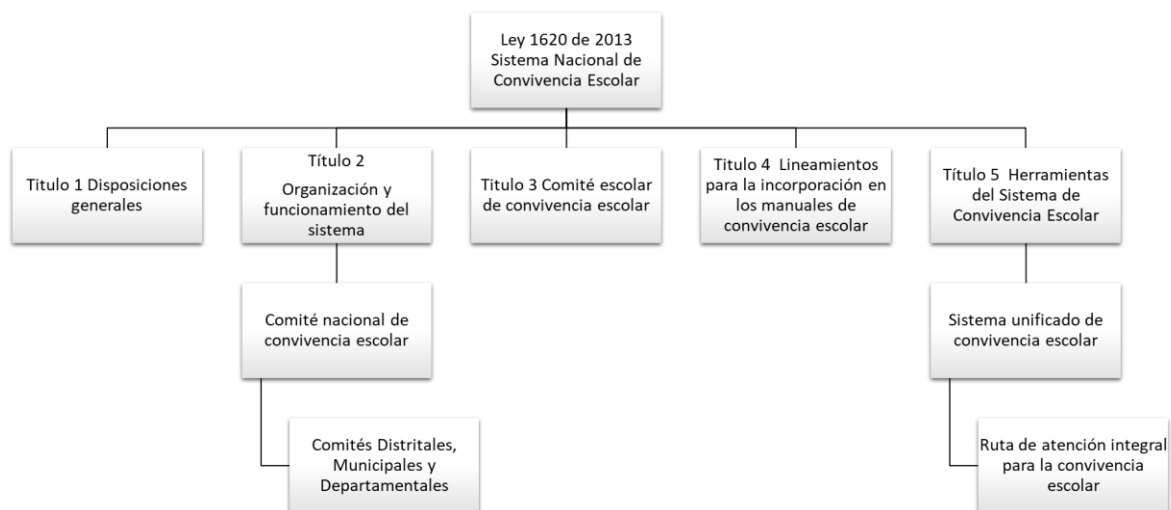 Ley 1620 de 2013
Sistema Nacional de
Convivencia Escolar
Titulo 1 Disposiciones
generales
Título 2
Organización y
funcionamiento del
sistema
Titulo 3 Comité escolar
de convivencia escolar
Titulo 4 Lineamientos
para la incorporación en
los manuales de
convivencia escolar
Título 5 Herramientas
del Sistema de
Convivencia Escolar
Comité nacional de
convivencia escolar
Sistema unificado de
convivencia escolar
Comités Distritales,
Municipales y
Departamentales
Ruta de atención integral
para la convivencia
escolar